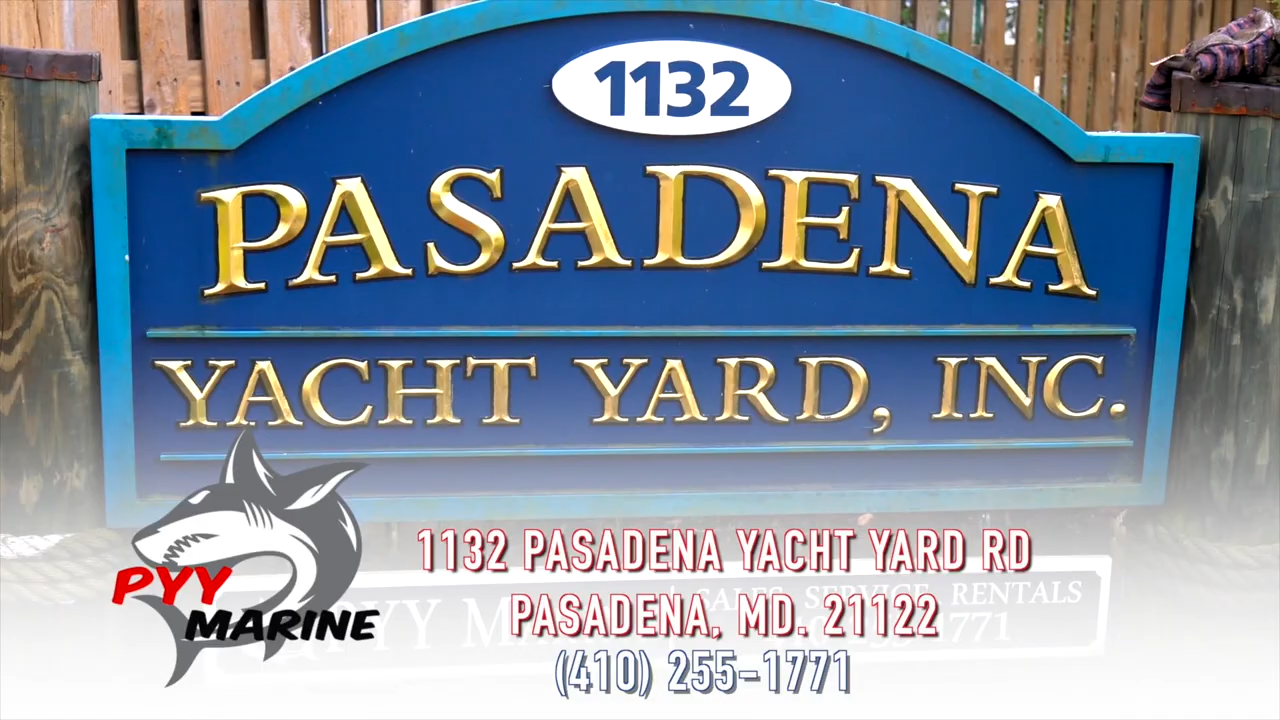 1132
PASADENA
YACHT YARD, INC.
PYY
MARINE
1132 PASADENA YACHT YARD RD
SALES SERVICE RENTALS
PASADENA, MD. 21122
(410) 255-1771